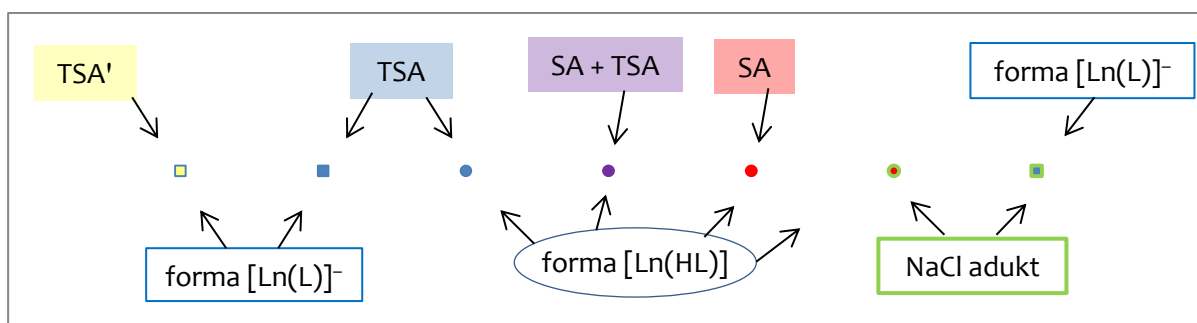 TSA'
TSA
SA + TSA
SA
forma [Ln(L)]⁻
forma [Ln(L)]⁻
forma [Ln(HL)]
NaCl adukt